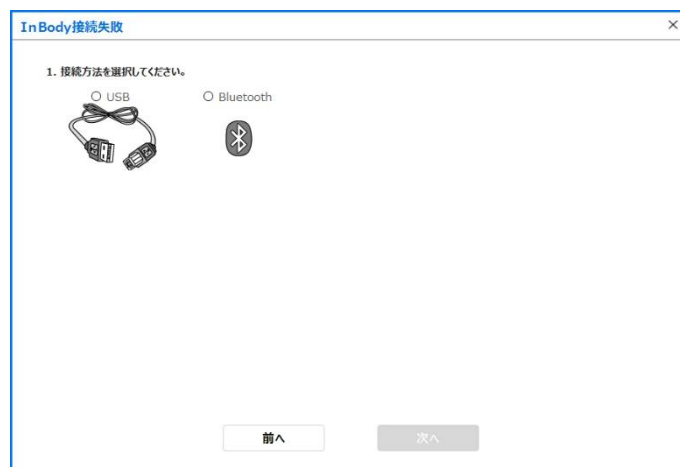 InBody接続失敗
1. 接続方法を選択してください。
USB
Bluetooth
前へ
次へ